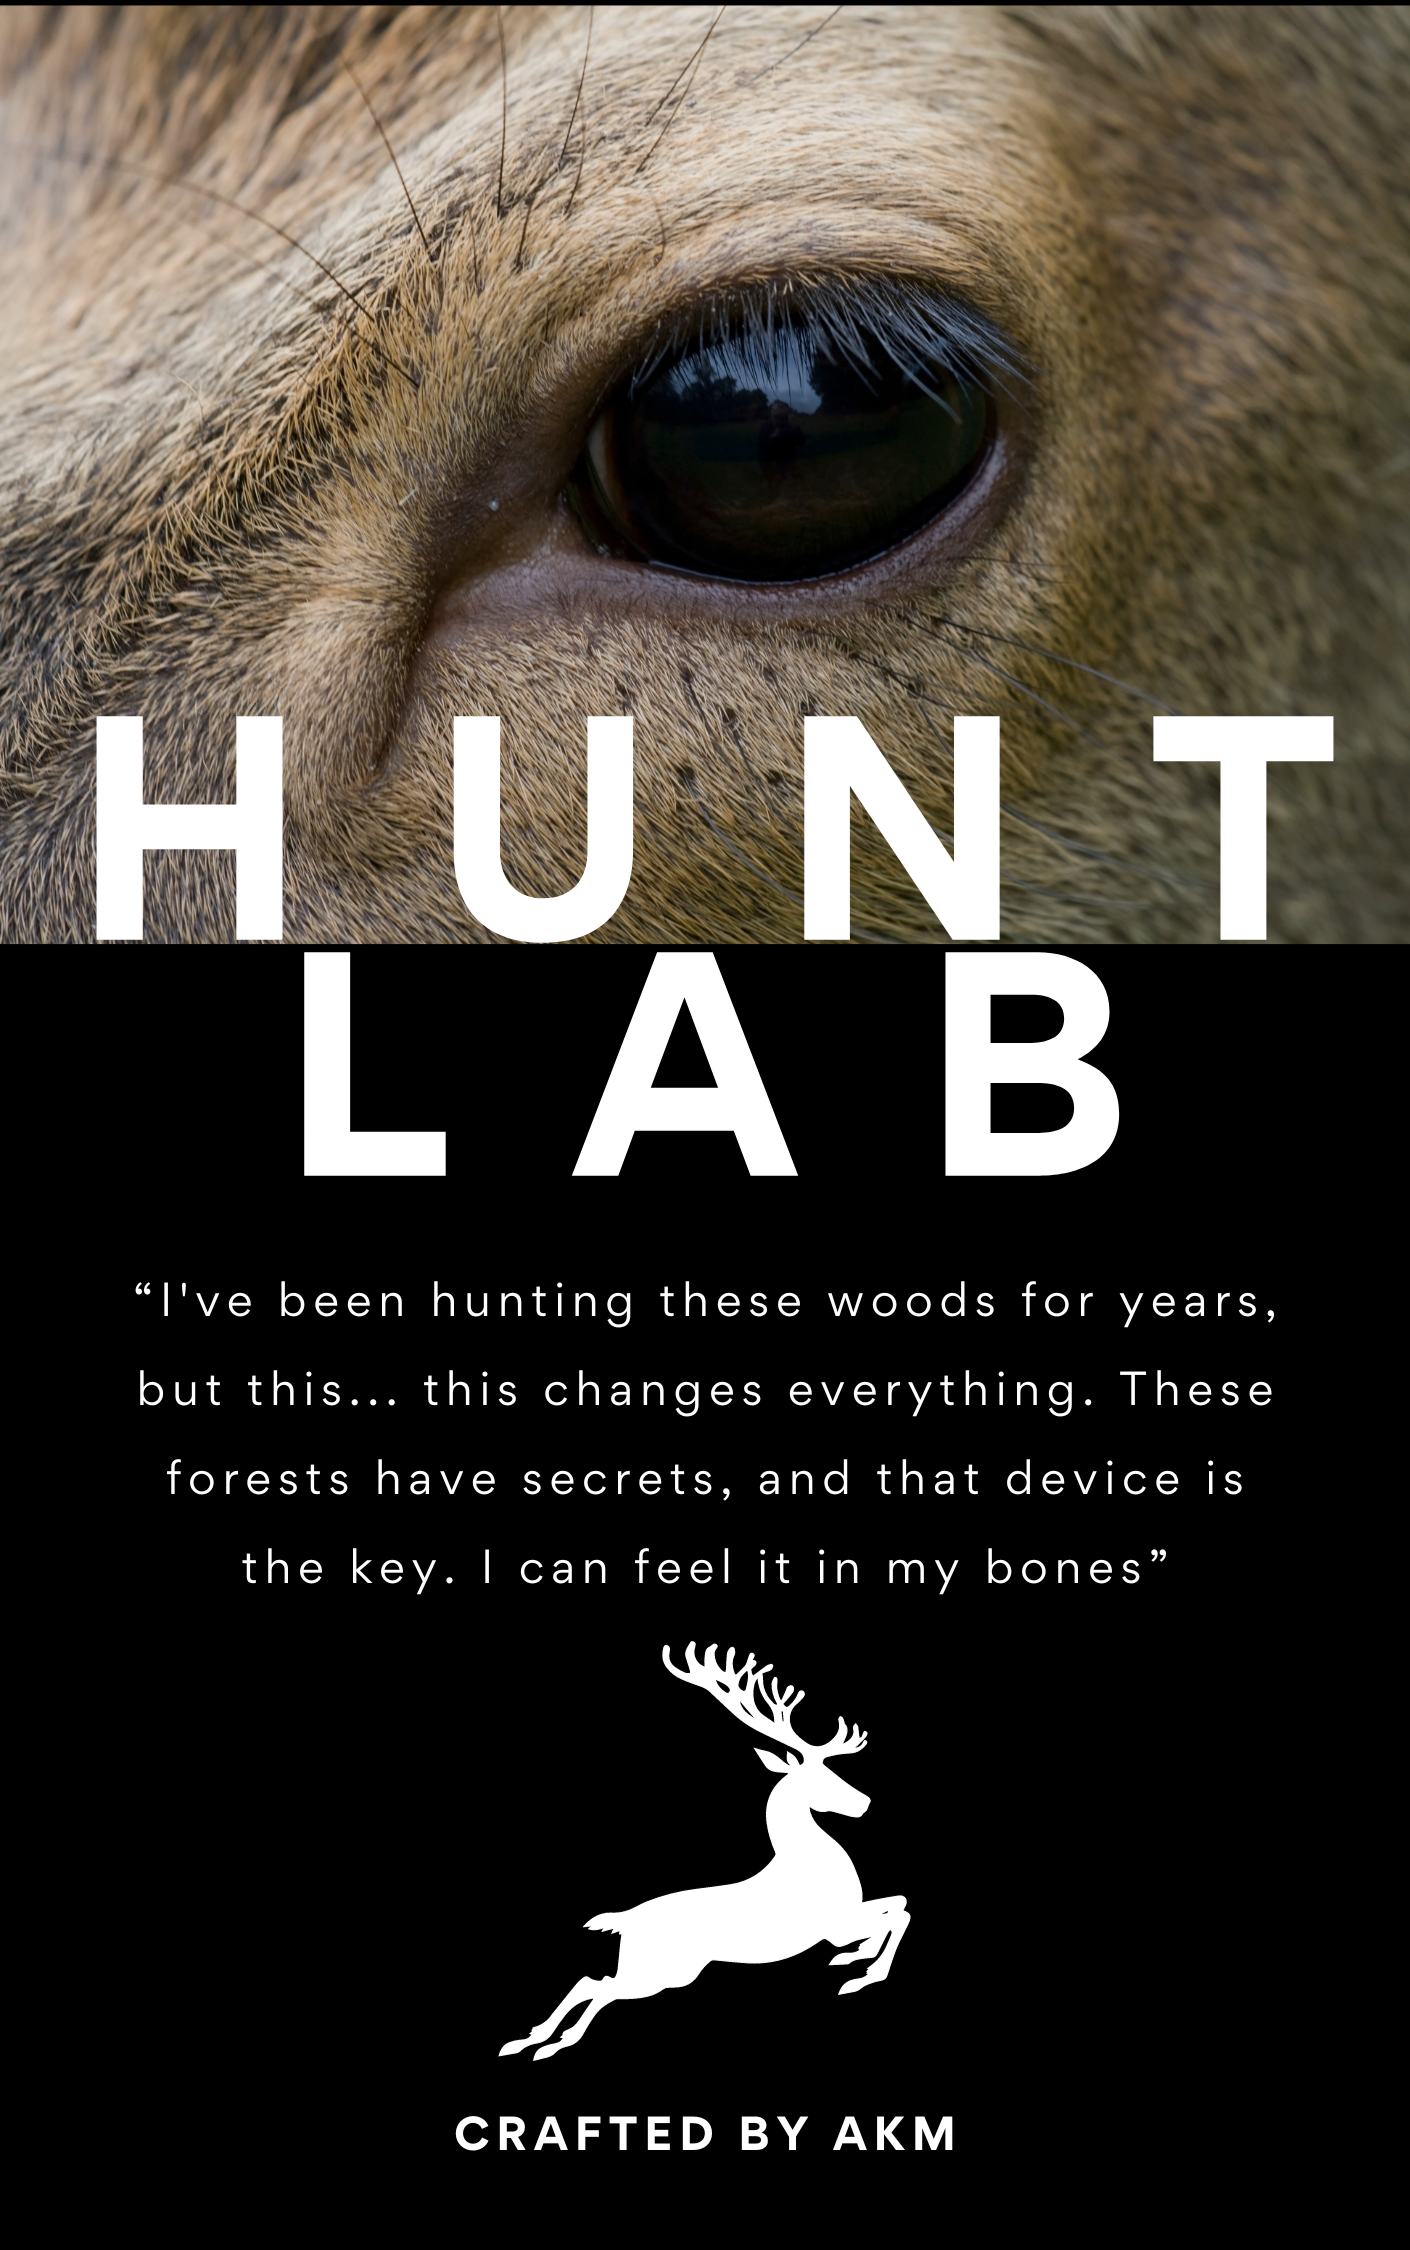 HUNT
LAB
“I've been hunting these woods for years,
but this... this changes everything. These
forests have secrets, and that device is
the key. I can feel it in my bones”
CRAFTED BY AKM